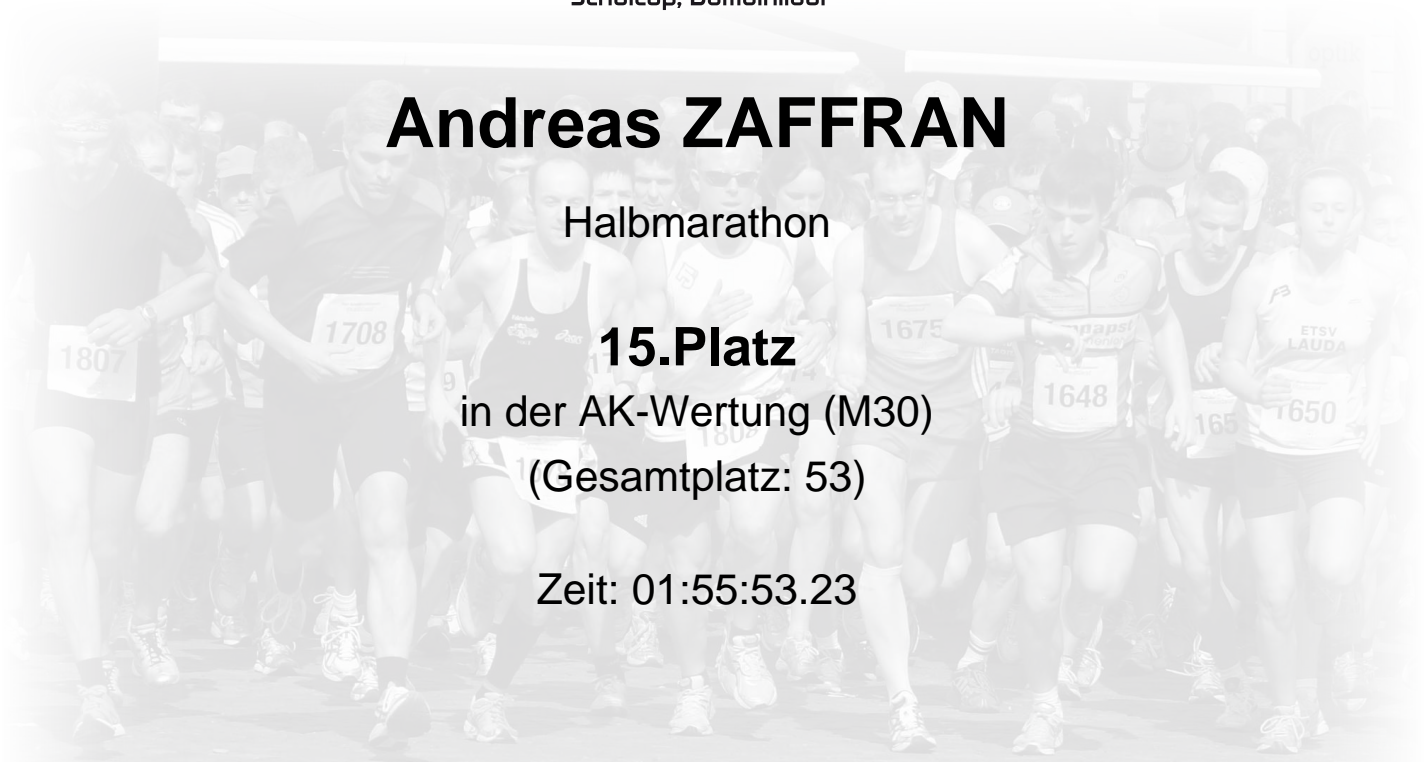 Andreas ZAFFRAN
Halbmarathon
15.Platz
in der AK-Wertung (M30)
(Gesamtplatz: 53)
Zeit: 01:55:53.23
1807
1708
1675
1648
165
1650
ETSV
LAUDA